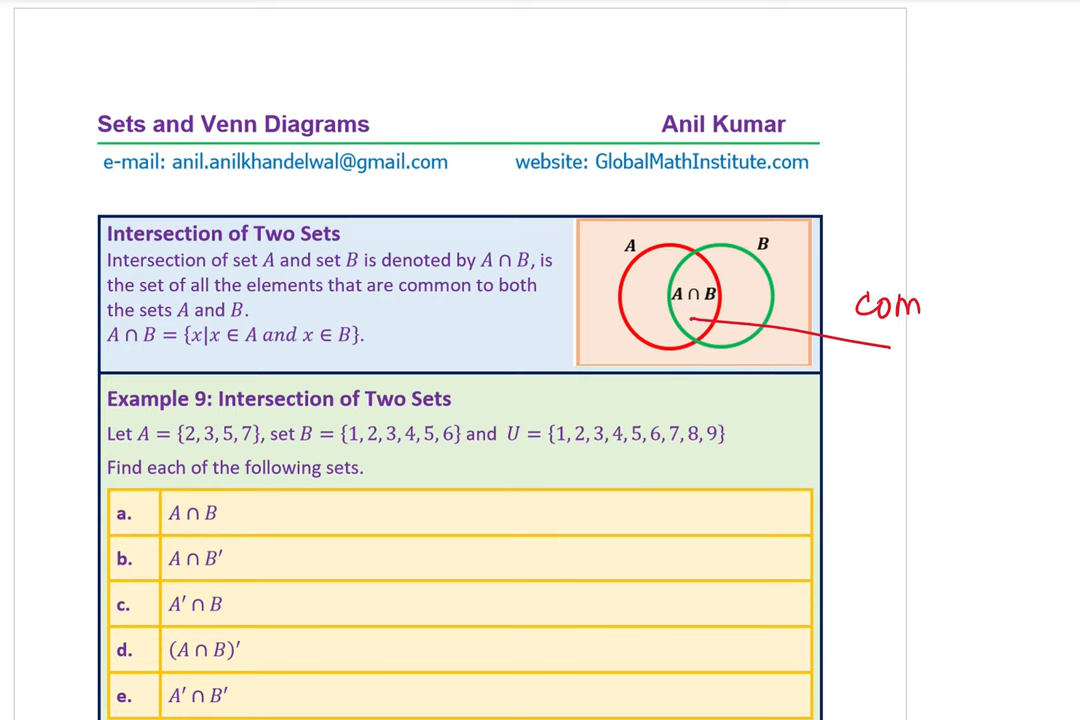 Sets and Venn Diagrams Anil Kumar
e-mail: anil.anilkhandelwal@gmail.com website: GlobalMathInstitute.com
Intersection of Two Sets
Intersection of set A and set B is denoted by A ∩ B, is
the set of all the elements that are common to both
the sets A and B.
A ∩ B = {x|x ∈ A and x ∈ B}.
A B
A ∩ B
com
Example 9: Intersection of Two Sets
Let A = {2, 3, 5, 7}, set B = {1, 2, 3, 4, 5, 6} and U = {1, 2, 3, 4, 5, 6, 7, 8, 9}
Find each of the following sets.
a. A ∩ B
b. A ∩ B′
c. A′ ∩ B
d. (A ∩ B)′
e. A′ ∩ B′